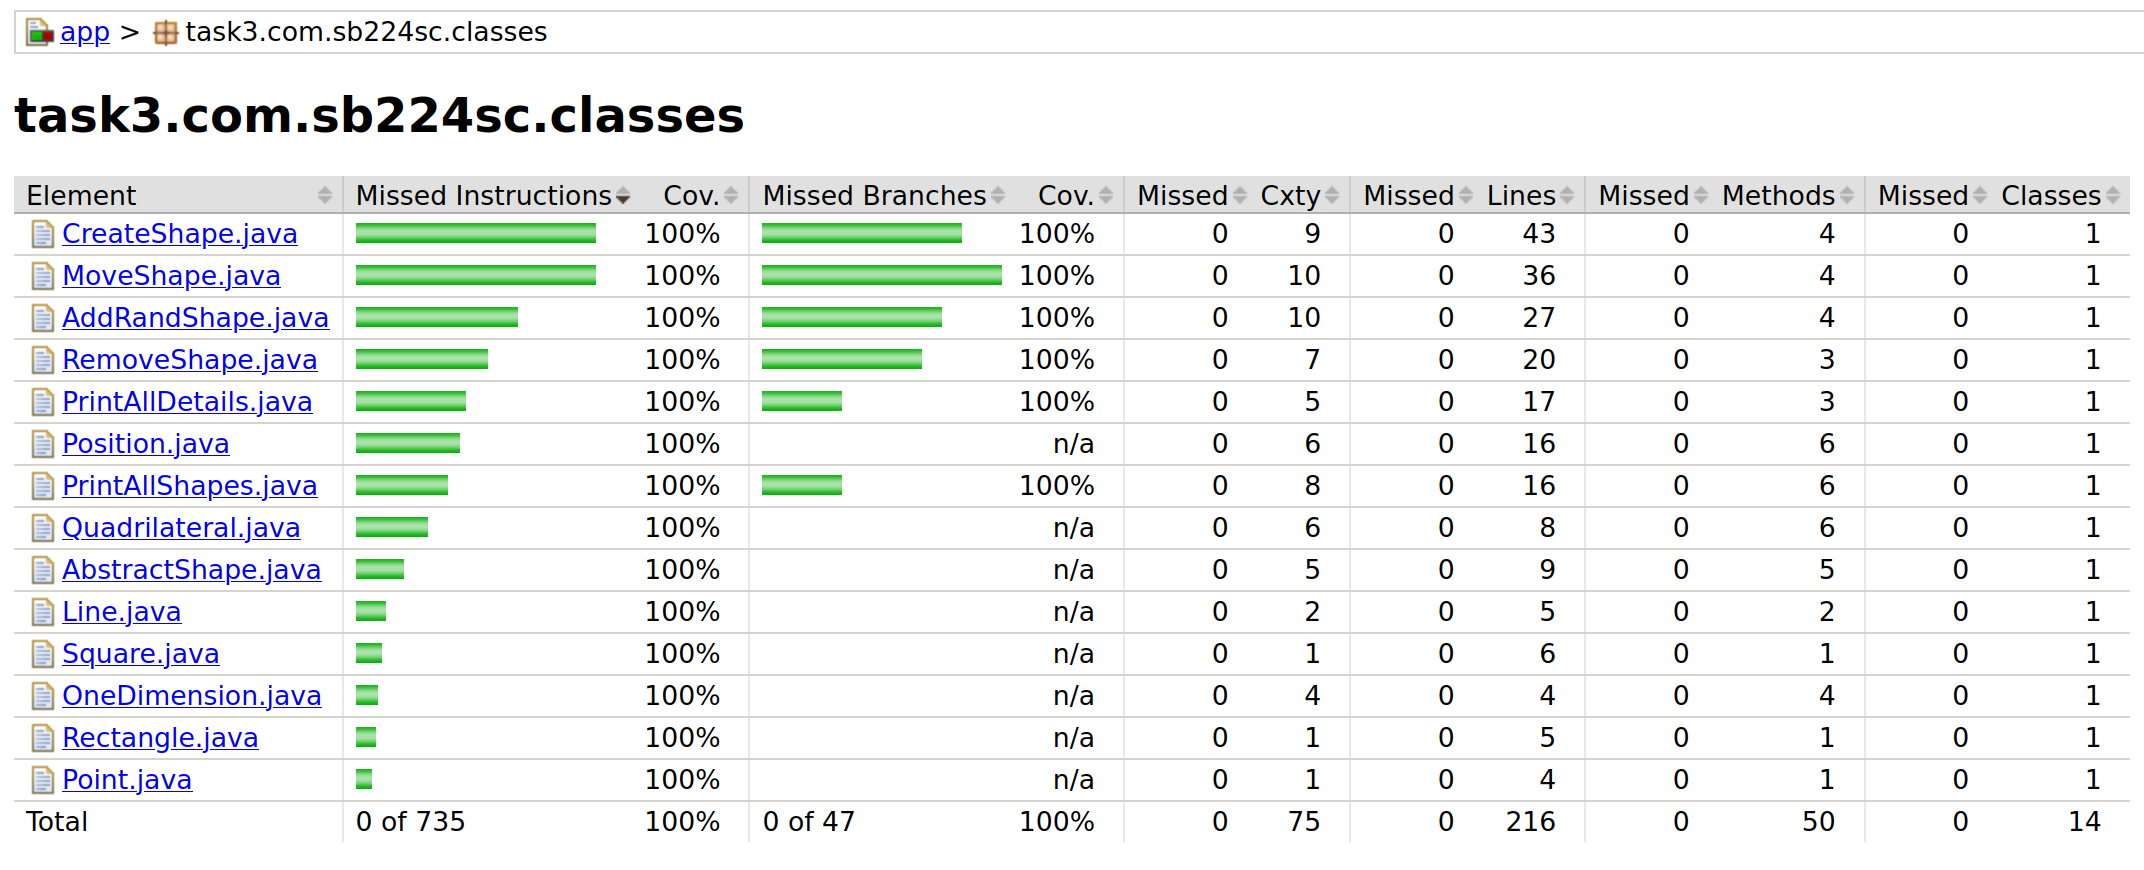 app > task3.com.sb224sc.classes
task3.com.sb224sc.classes
Element Missed Instructions Cov. Missed Branches Cov. Missed Cxty Missed Lines Missed Methods Missed Classes
CreateShape.java 100% 100% 0 9 0 43 0 4 0 1
MoveShape.java 100% 100% 0 10 0 36 0 4 0 1
AddRandShape.java 100% 100% 0 10 0 27 0 4 0 1
RemoveShape.java 100% 100% 0 7 0 20 0 3 0 1
PrintAllDetails.java 100% 100% 0 5 0 17 0 3 0 1
Position.java 100% n/a 0 6 0 16 0 6 0 1
PrintAllShapes.java 100% 100% 0 8 0 16 0 6 0 1
Quadrilateral.java 100% n/a 0 6 0 8 0 6 0 1
AbstractShape.java 100% n/a 0 5 0 9 0 5 0 1
Line.java 100% n/a 0 2 0 5 0 2 0 1
Square.java 100% n/a 0 1 0 6 0 1 0 1
OneDimension.java 100% n/a 0 4 0 4 0 4 0 1
Rectangle.java 100% n/a 0 1 0 5 0 1 0 1
Point.java 100% n/a 0 1 0 4 0 1 0 1
Total 0 of 735 100% 0 of 47 100% 0 75 0 216 0 50 0 14